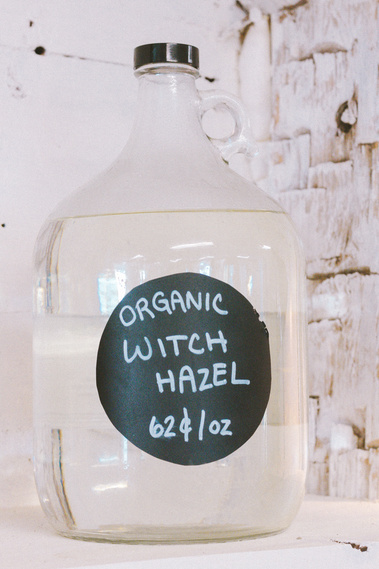 ORGANIC
WITCH
HAZEL
62¢/oz